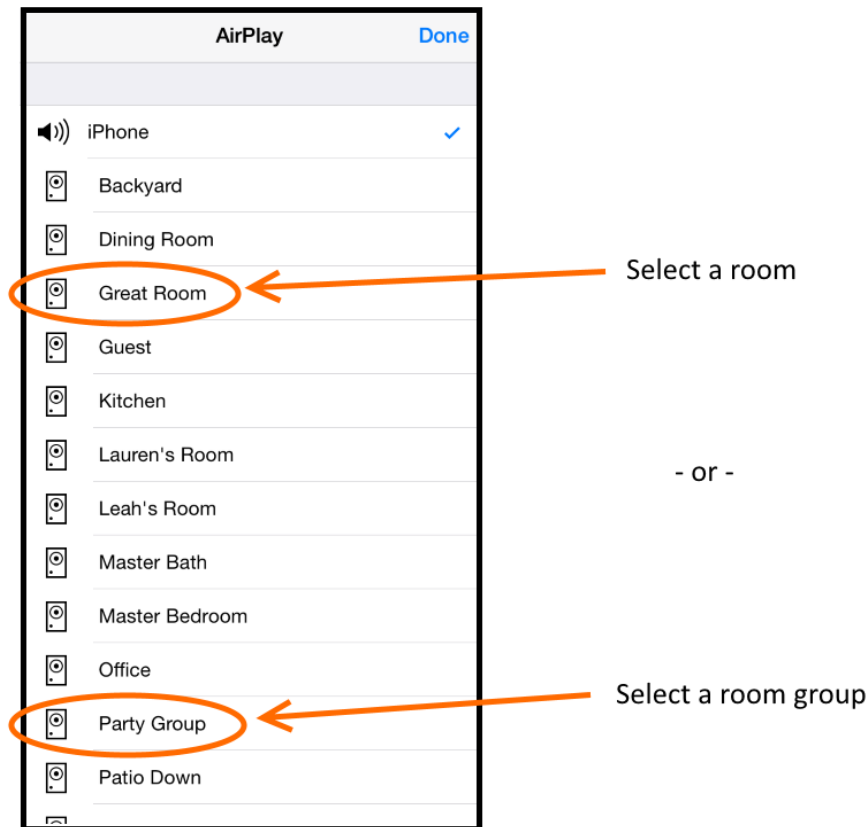 AirPlay Done
iPhone
Backyard
Dining Room
Great Room
Select a room
Guest
Kitchen
Lauren's Room
- or -
Leah's Room
Master Bath
Master Bedroom
Office
Party Group
Select a room group
Patio Down